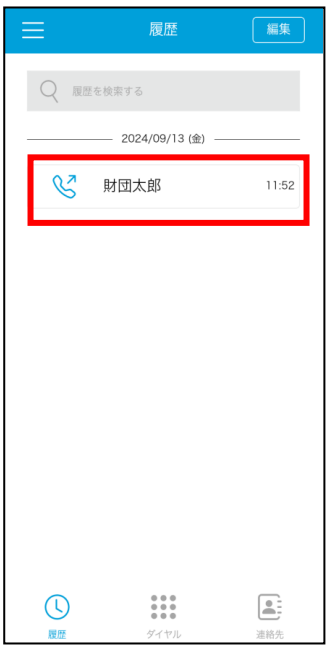 履歴
編集
履歴を検索する
2024/09/13 (金)
財団太郎 11:52
履歴 ダイヤル 連絡先